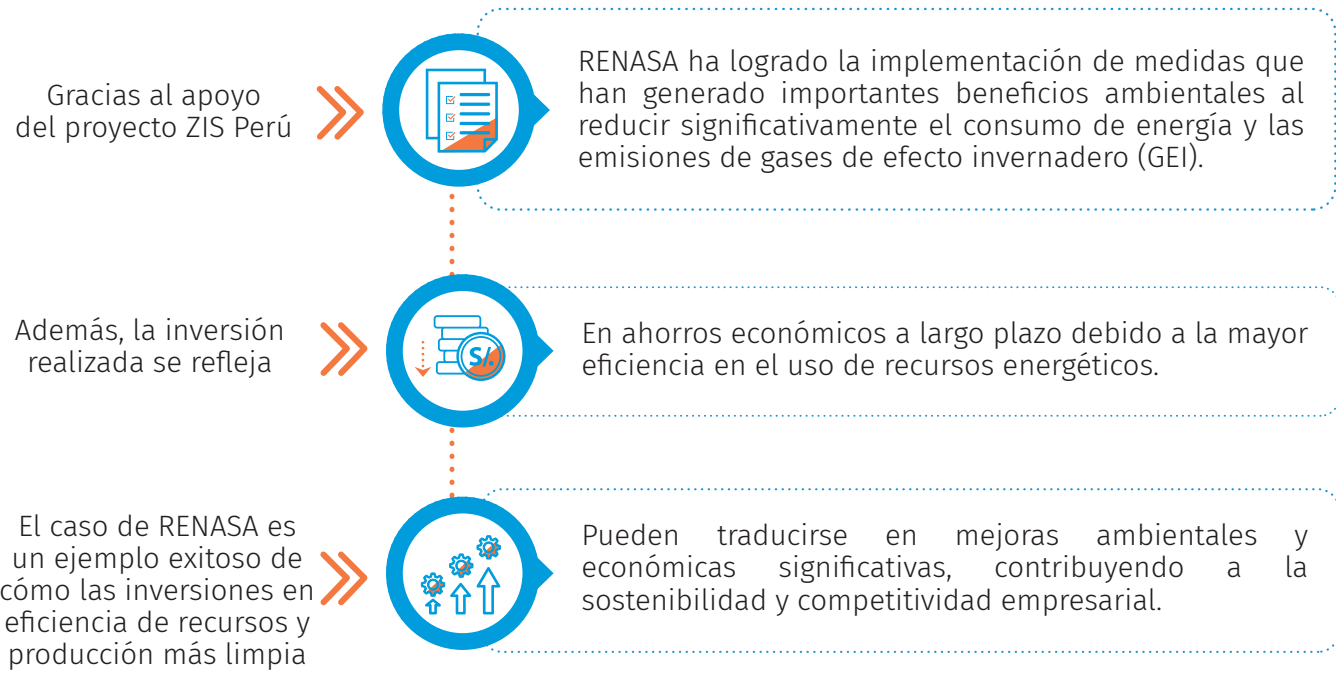 Gracias al apoyo
del proyecto ZIS Perú
RENASA ha logrado la implementación de medidas que
han generado importantes beneficios ambientales al
reducir significativamente el consumo de energía y las
emisiones de gases de efecto invernadero (GEI).
Además, la inversión
realizada se refleja
S/.
En ahorros económicos a largo plazo debido a la mayor
eficiencia en el uso de recursos energéticos.
El caso de RENASA es
un ejemplo exitoso de
cómo las inversiones en
eficiencia de recursos y
producción más limpia
Pueden traducirse en mejoras ambientales y
económicas significativas, contribuyendo a la
sostenibilidad y competitividad empresarial.